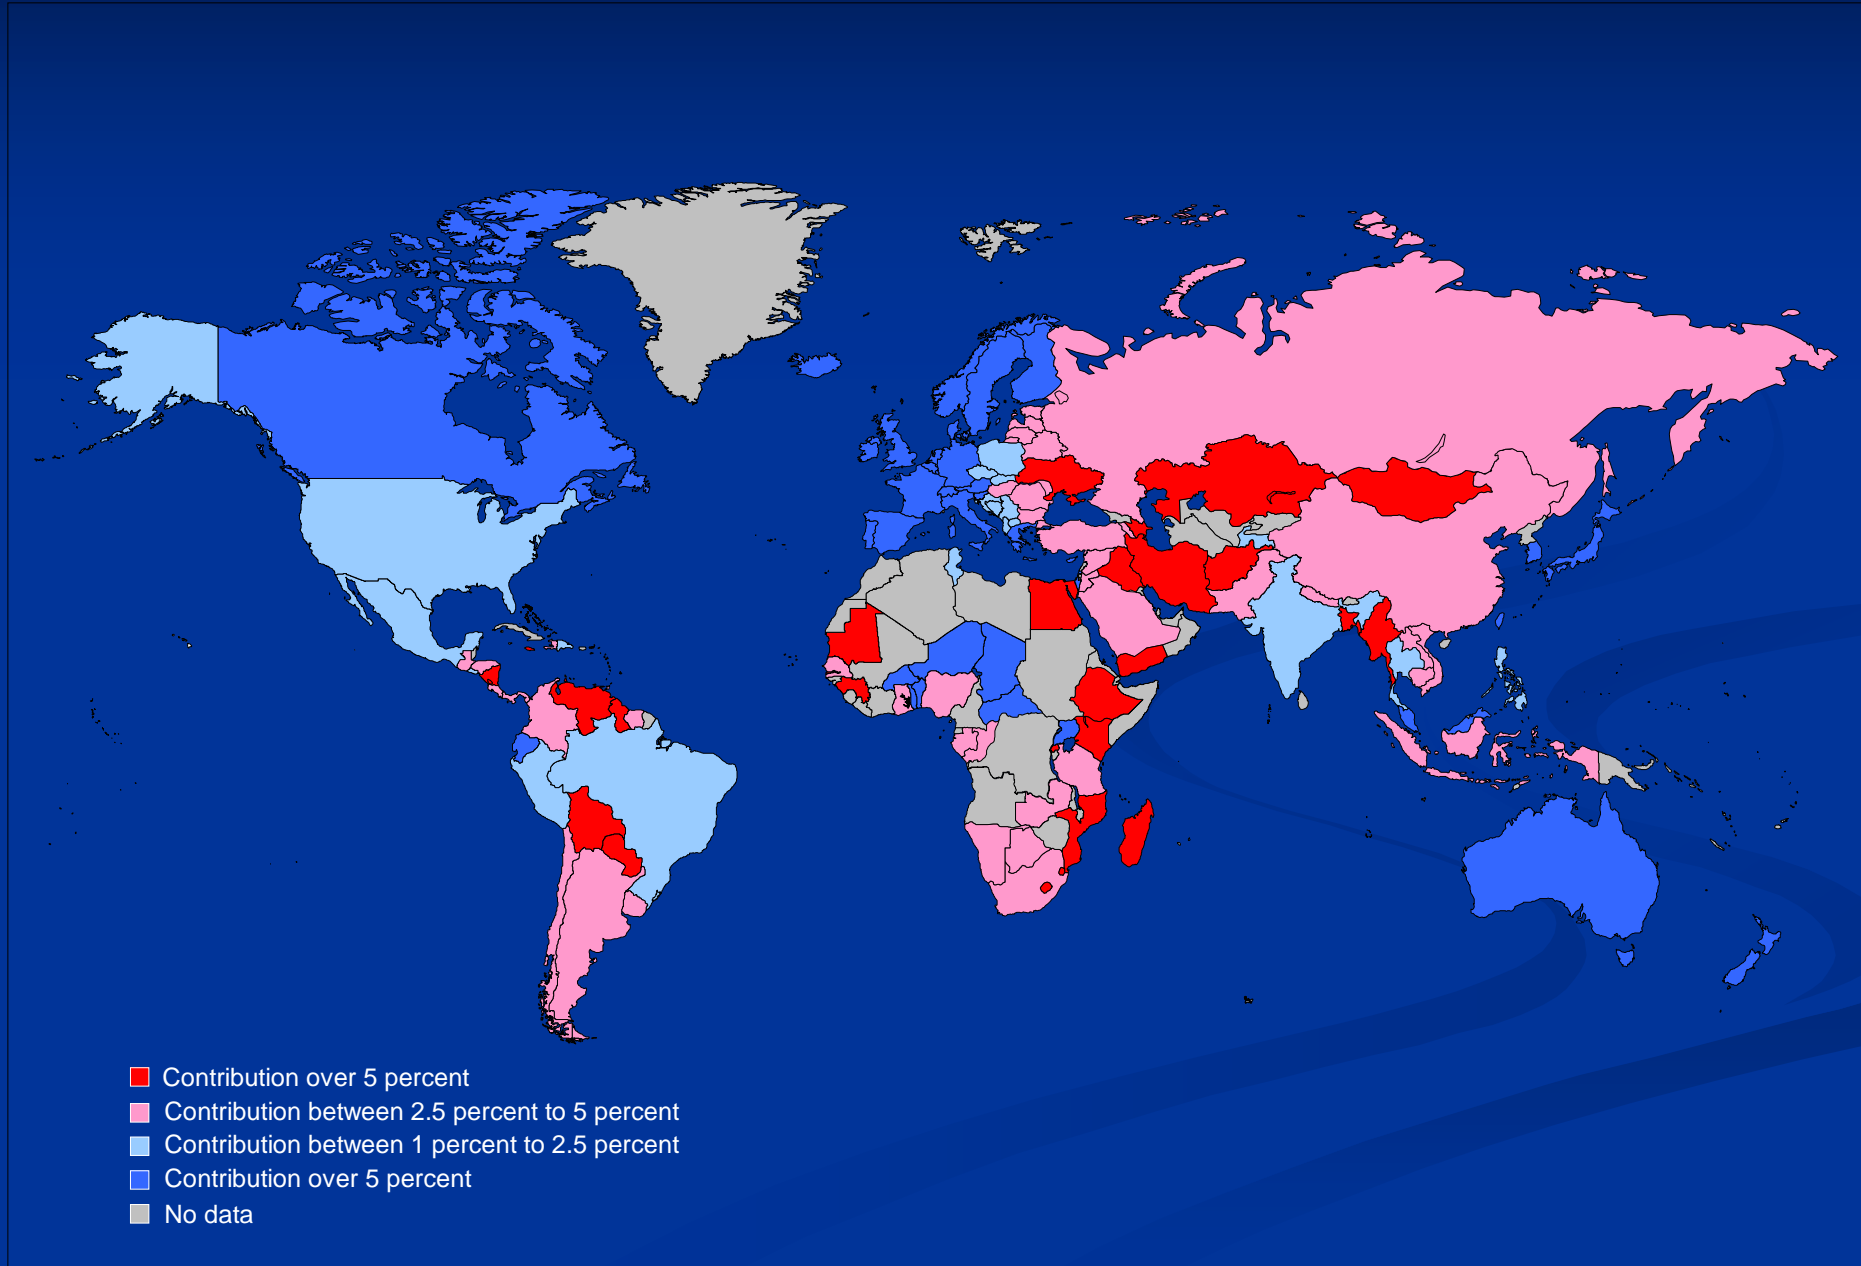 Contribution over 5 percent
Contribution between 2.5 percent to 5 percent
Contribution between 1 percent to 2.5 percent
Contribution over 5 percent
No data